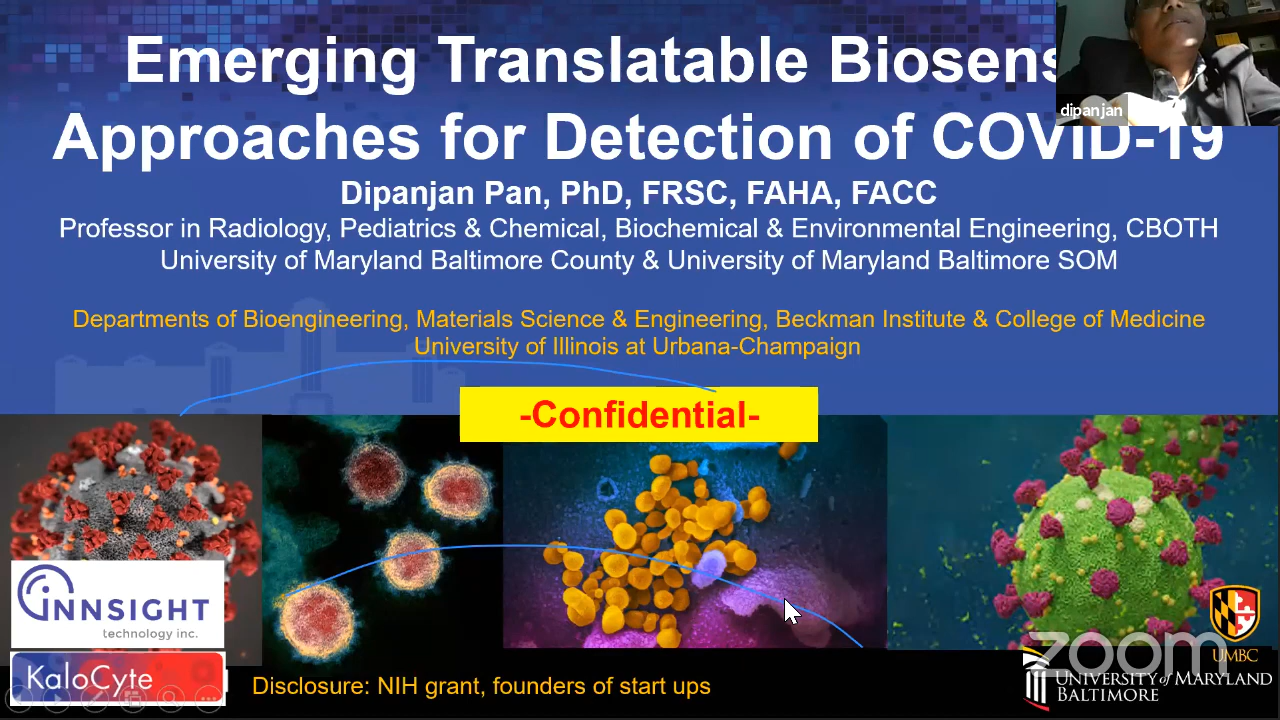 Emerging Translatable Biosens
Approaches for Detection of COVID-19
dipanjan
Dipanjan Pan, PhD, FRSC, FAHA, FACC
Professor in Radiology, Pediatrics & Chemical, Biochemical & Environmental Engineering, CBOTH
University of Maryland Baltimore County & University of Maryland Baltimore SOM
Departments of Bioengineering, Materials Science & Engineering, Beckman Institute & College of Medicine
University of Illinois at Urbana-Champaign
-Confidential-
iNNSIGHT
technology inc.
KaloCyte
Disclosure: NIH grant, founders of start ups
zoom
UMBC
UNIVERSITY of MARYLAND
BALTIMORE